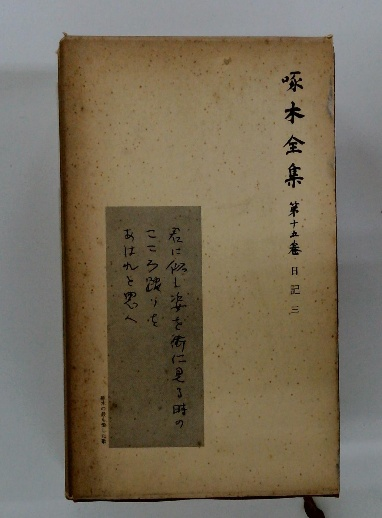 啄木全集 第十五卷 日記 三
君に似し姿を街に見る時の
こころ躍りを
あはれと思へ